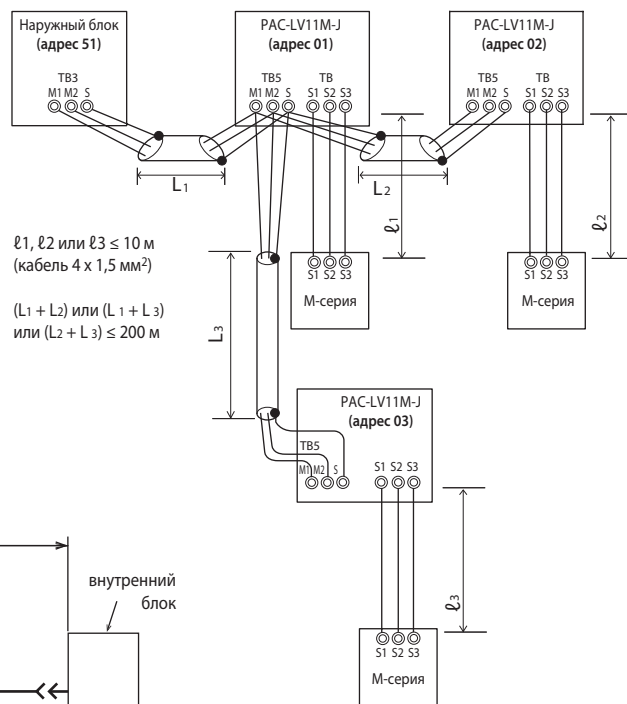 Наружный блок
(адрес 51)
TB3
M1 M2 S
PAC-LV11M-J
(адрес 01)
TB5 TB
M1 M2 S S1 S2 S3
PAC-LV11M-J
(адрес 02)
TB5 TB
M1 M2 S S1 S2 S3
L1
L2
ℓ1
ℓ2
ℓ1, ℓ2 или ℓ3 ≤ 10 м
(кабель 4 x 1,5 мм²)
(L1 + L2) или (L 1 + L 3)
или (L2 + L 3) ≤ 200 м
S1 S2 S3
М-серия
S1 S2 S3
М-серия
L3
PAC-LV11M-J
(адрес 03)
TB5
M1 M2 S S1 S2 S3
ℓ3
внутренний
блок
S1 S2 S3
М-серия